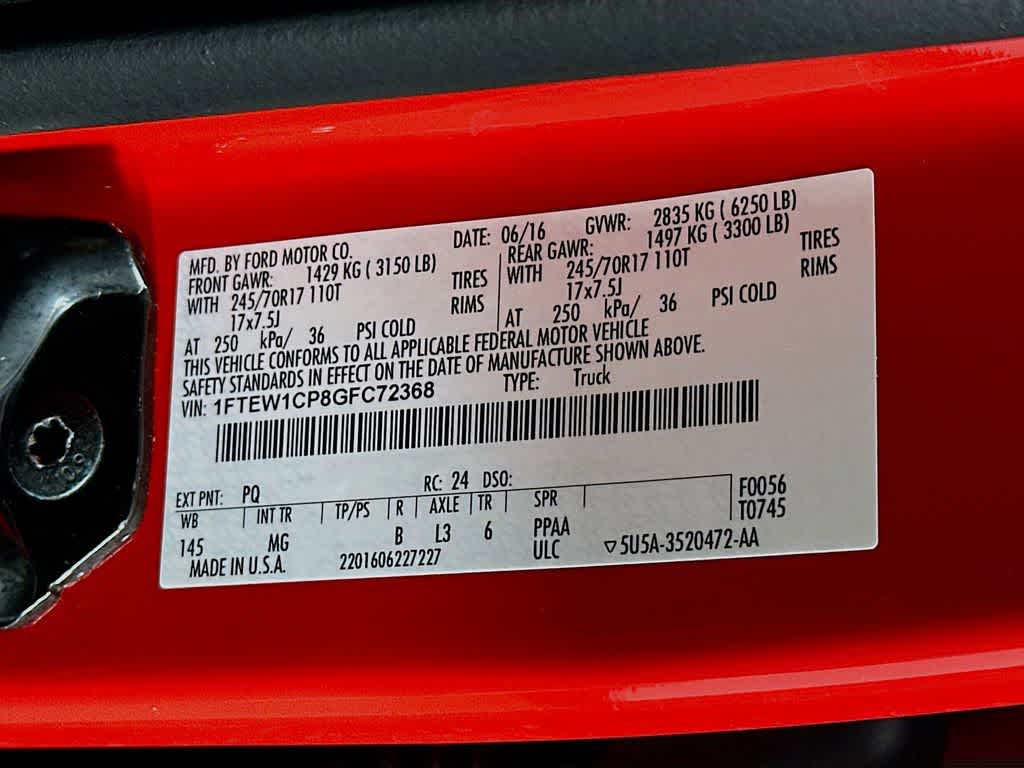 MFD. BY FORD MOTOR CO. DATE: 06/16 GVWR: 2835 KG ( 6250 LB)
FRONT GAWR: 1429 KG ( 3150 LB) REAR GAWR: 1497 KG ( 3300 LB)
WITH 245/70R17 110T TIRES WITH 245/70R17 110T TIRES
17x7.5J RIMS 17x7.5J RIMS
AT 250 kPa/ 36 PSI COLD AT 250 kPa/ 36 PSI COLD
THIS VEHICLE CONFORMS TO ALL APPLICABLE FEDERAL MOTOR VEHICLE
SAFETY STANDARDS IN EFFECT ON THE DATE OF MANUFACTURE SHOWN ABOVE.
VIN: 1FTEW1CP8GFC72368 TYPE: Truck
EXT PNT: PQ RC: 24 DSO:
WB INT TR TP/PS R AXLE TR SPR F0056
T0745
145 MG B L3 6 PPAA
MADE IN U.S.A. 2201606227227 ULC ▽5U5A-3520472-AA
80